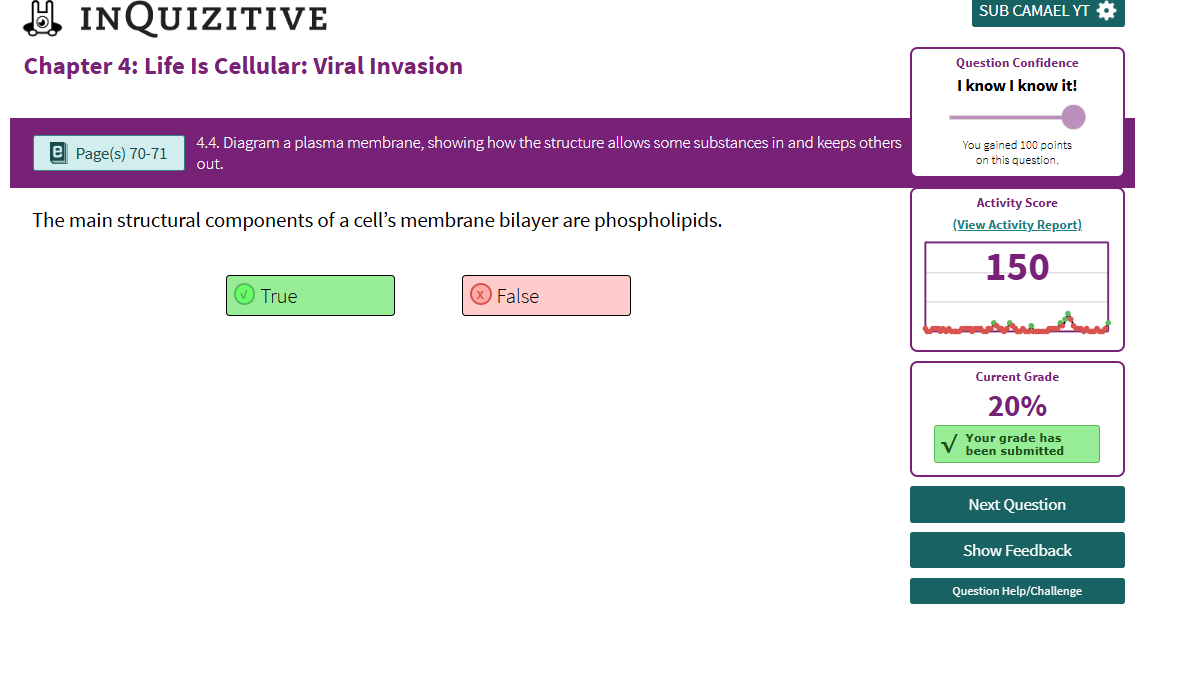 INQUIZITIVE
SUB CAMAEL YT
Chapter 4: Life Is Cellular: Viral Invasion
Question Confidence
I know I know it!
You gained 100 points
on this question.
e Page(s) 70-71
4.4. Diagram a plasma membrane, showing how the structure allows some substances in and keeps others
out.
The main structural components of a cell’s membrane bilayer are phospholipids.
√ True
x False
Activity Score
(View Activity Report)
150
Current Grade
20%
√ Your grade has
been submitted
Next Question
Show Feedback
Question Help/Challenge